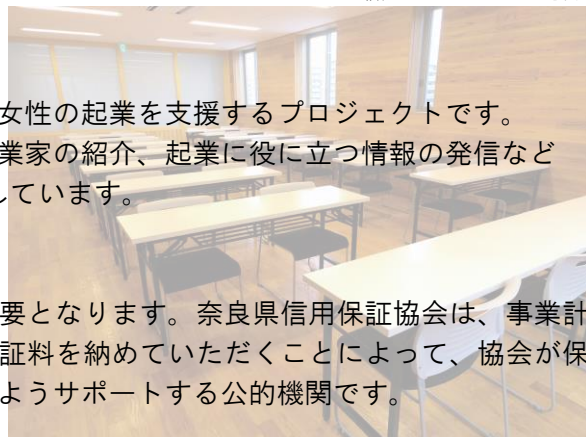 女性の起業を支援するプロジェクトです。
業家の紹介、起業に役に立つ情報の発信など
しています。
要となります。奈良県信用保証協会は、事業計
証料を納めていただくことによって、協会が保
ようサポートする公的機関です。